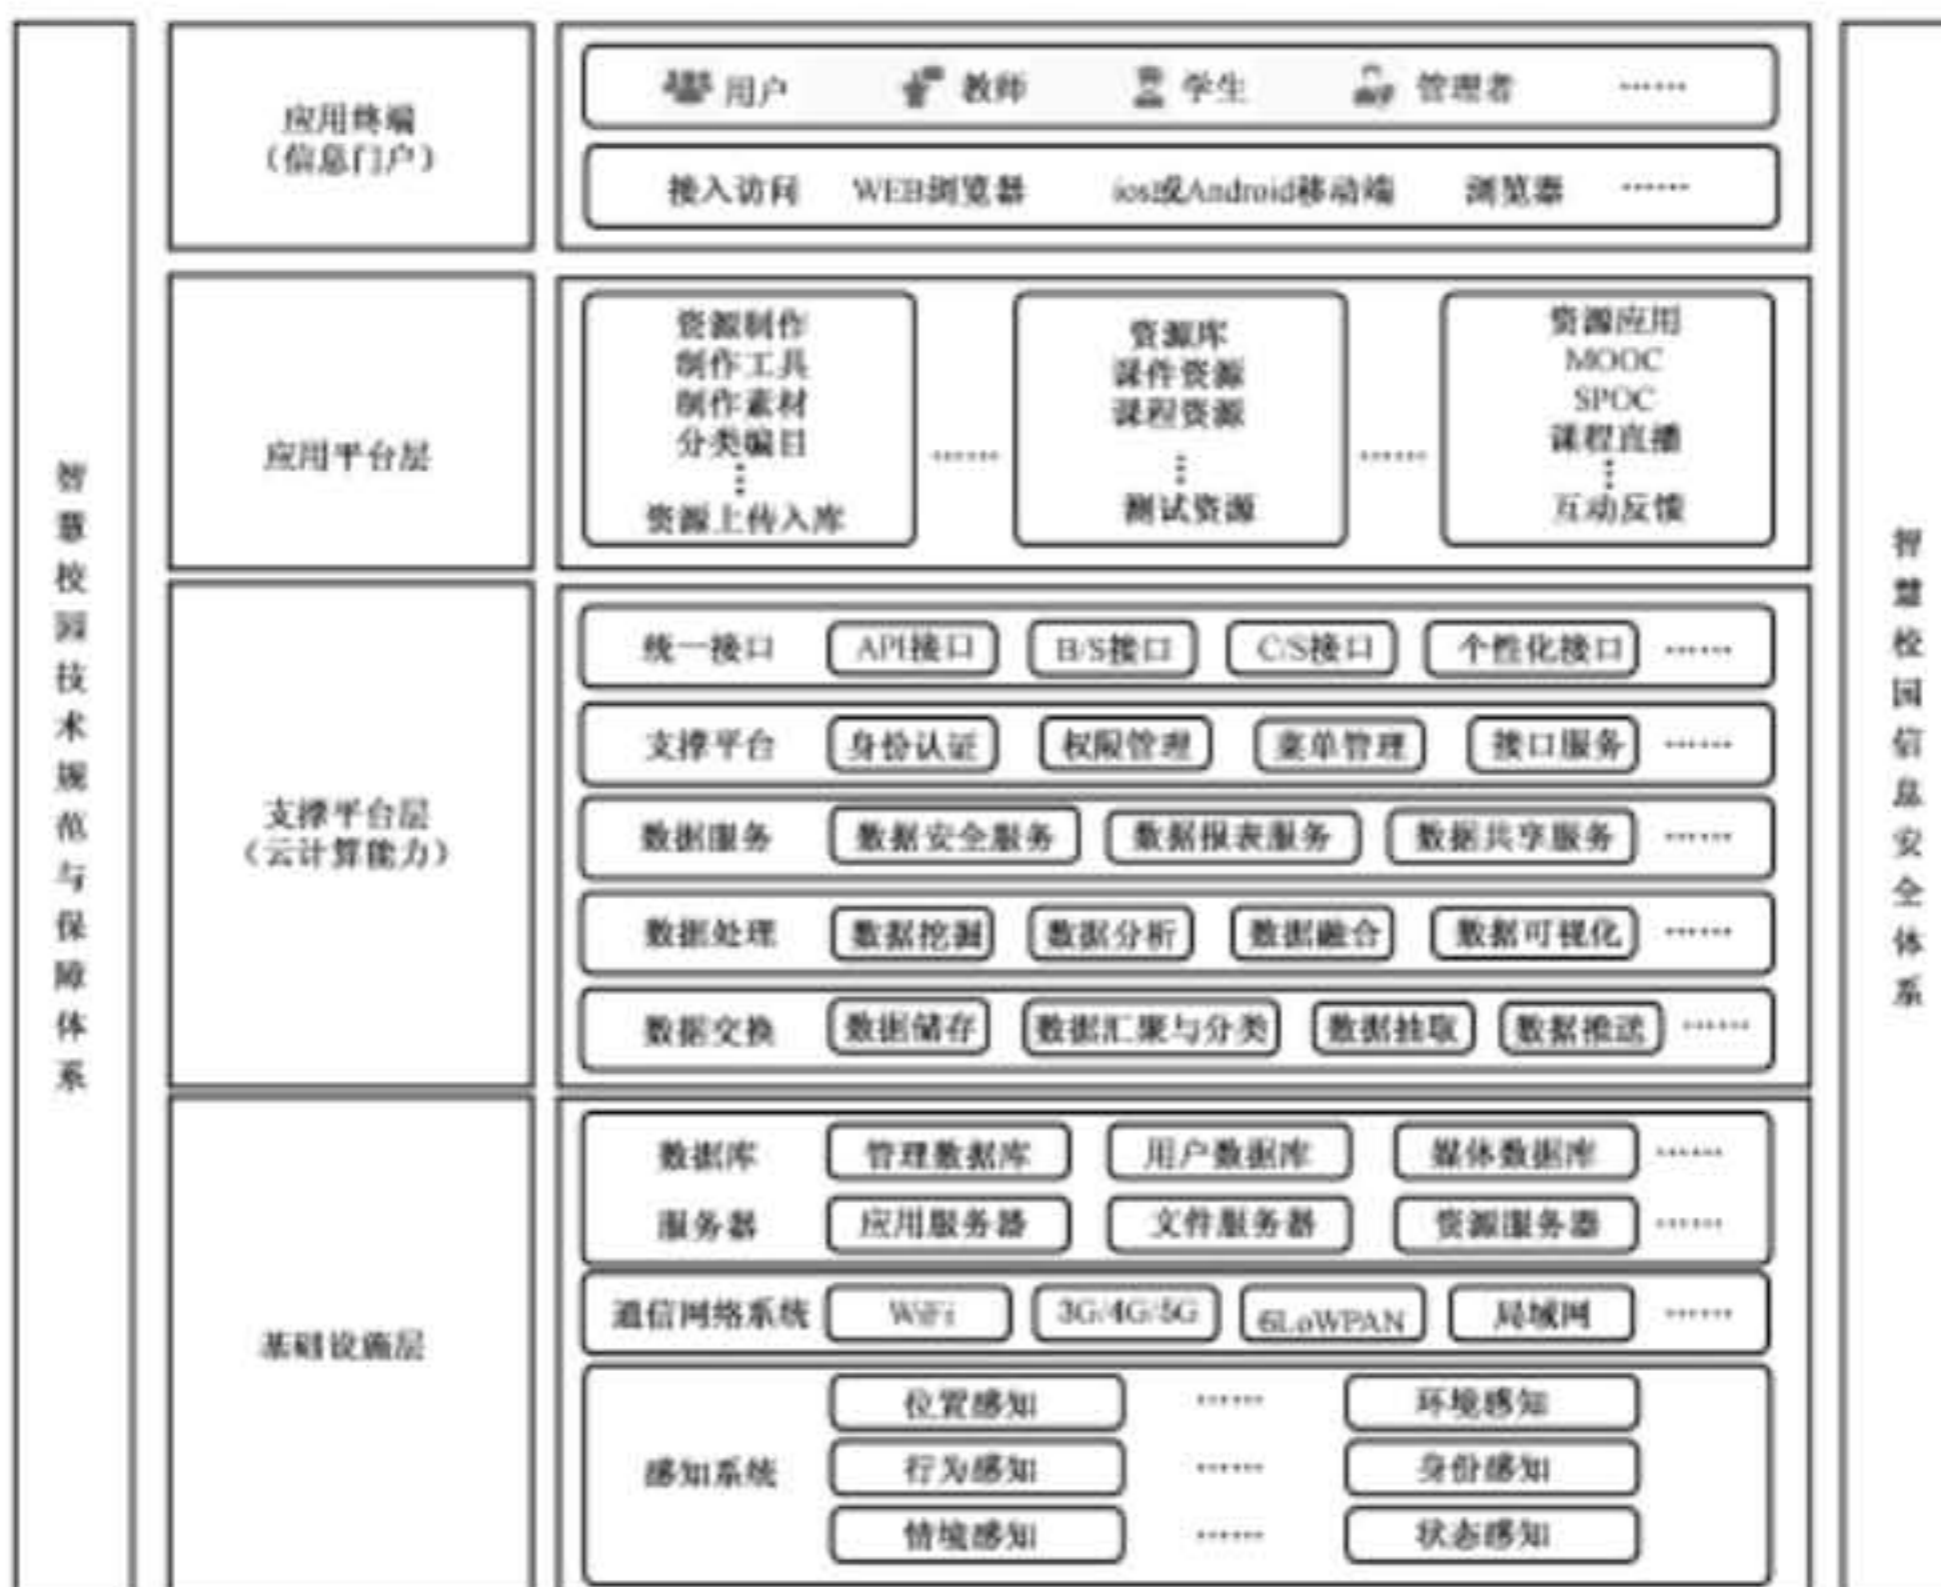 智慧校园技术规范与保障体系
应用终端
（信息门户）
用户 教师 学生 管理者 ……
接入访问 WEB浏览器 ios或Android移动端 浏览器 ……
应用平台层
资源制作
制作工具
制作素材
分类编目
⋮
资源上传入库
……
资源库
课件资源
课程资源
⋮
测试资源
……
资源应用
MOOC
SPOC
课程直播
⋮
互动反馈
支撑平台层
（云计算能力）
统一接口 API接口 B/S接口 C/S接口 个性化接口 ……
支撑平台 身份认证 权限管理 菜单管理 接口服务 ……
数据服务 数据安全服务 数据报表服务 数据共享服务 ……
数据处理 数据挖掘 数据分析 数据融合 数据可视化 ……
数据交换 数据储存 数据汇聚与分类 数据抽取 数据推送 ……
基础设施层
数据库 管理数据库 用户数据库 媒体数据库 ……
服务器 应用服务器 文件服务器 资源服务器 ……
通信网络系统 WiFi 3G/4G/5G 6LoWPAN 局域网 ……
感知系统
位置感知 …… 环境感知
行为感知 …… 身份感知
情境感知 …… 状态感知
智慧校园信息安全体系